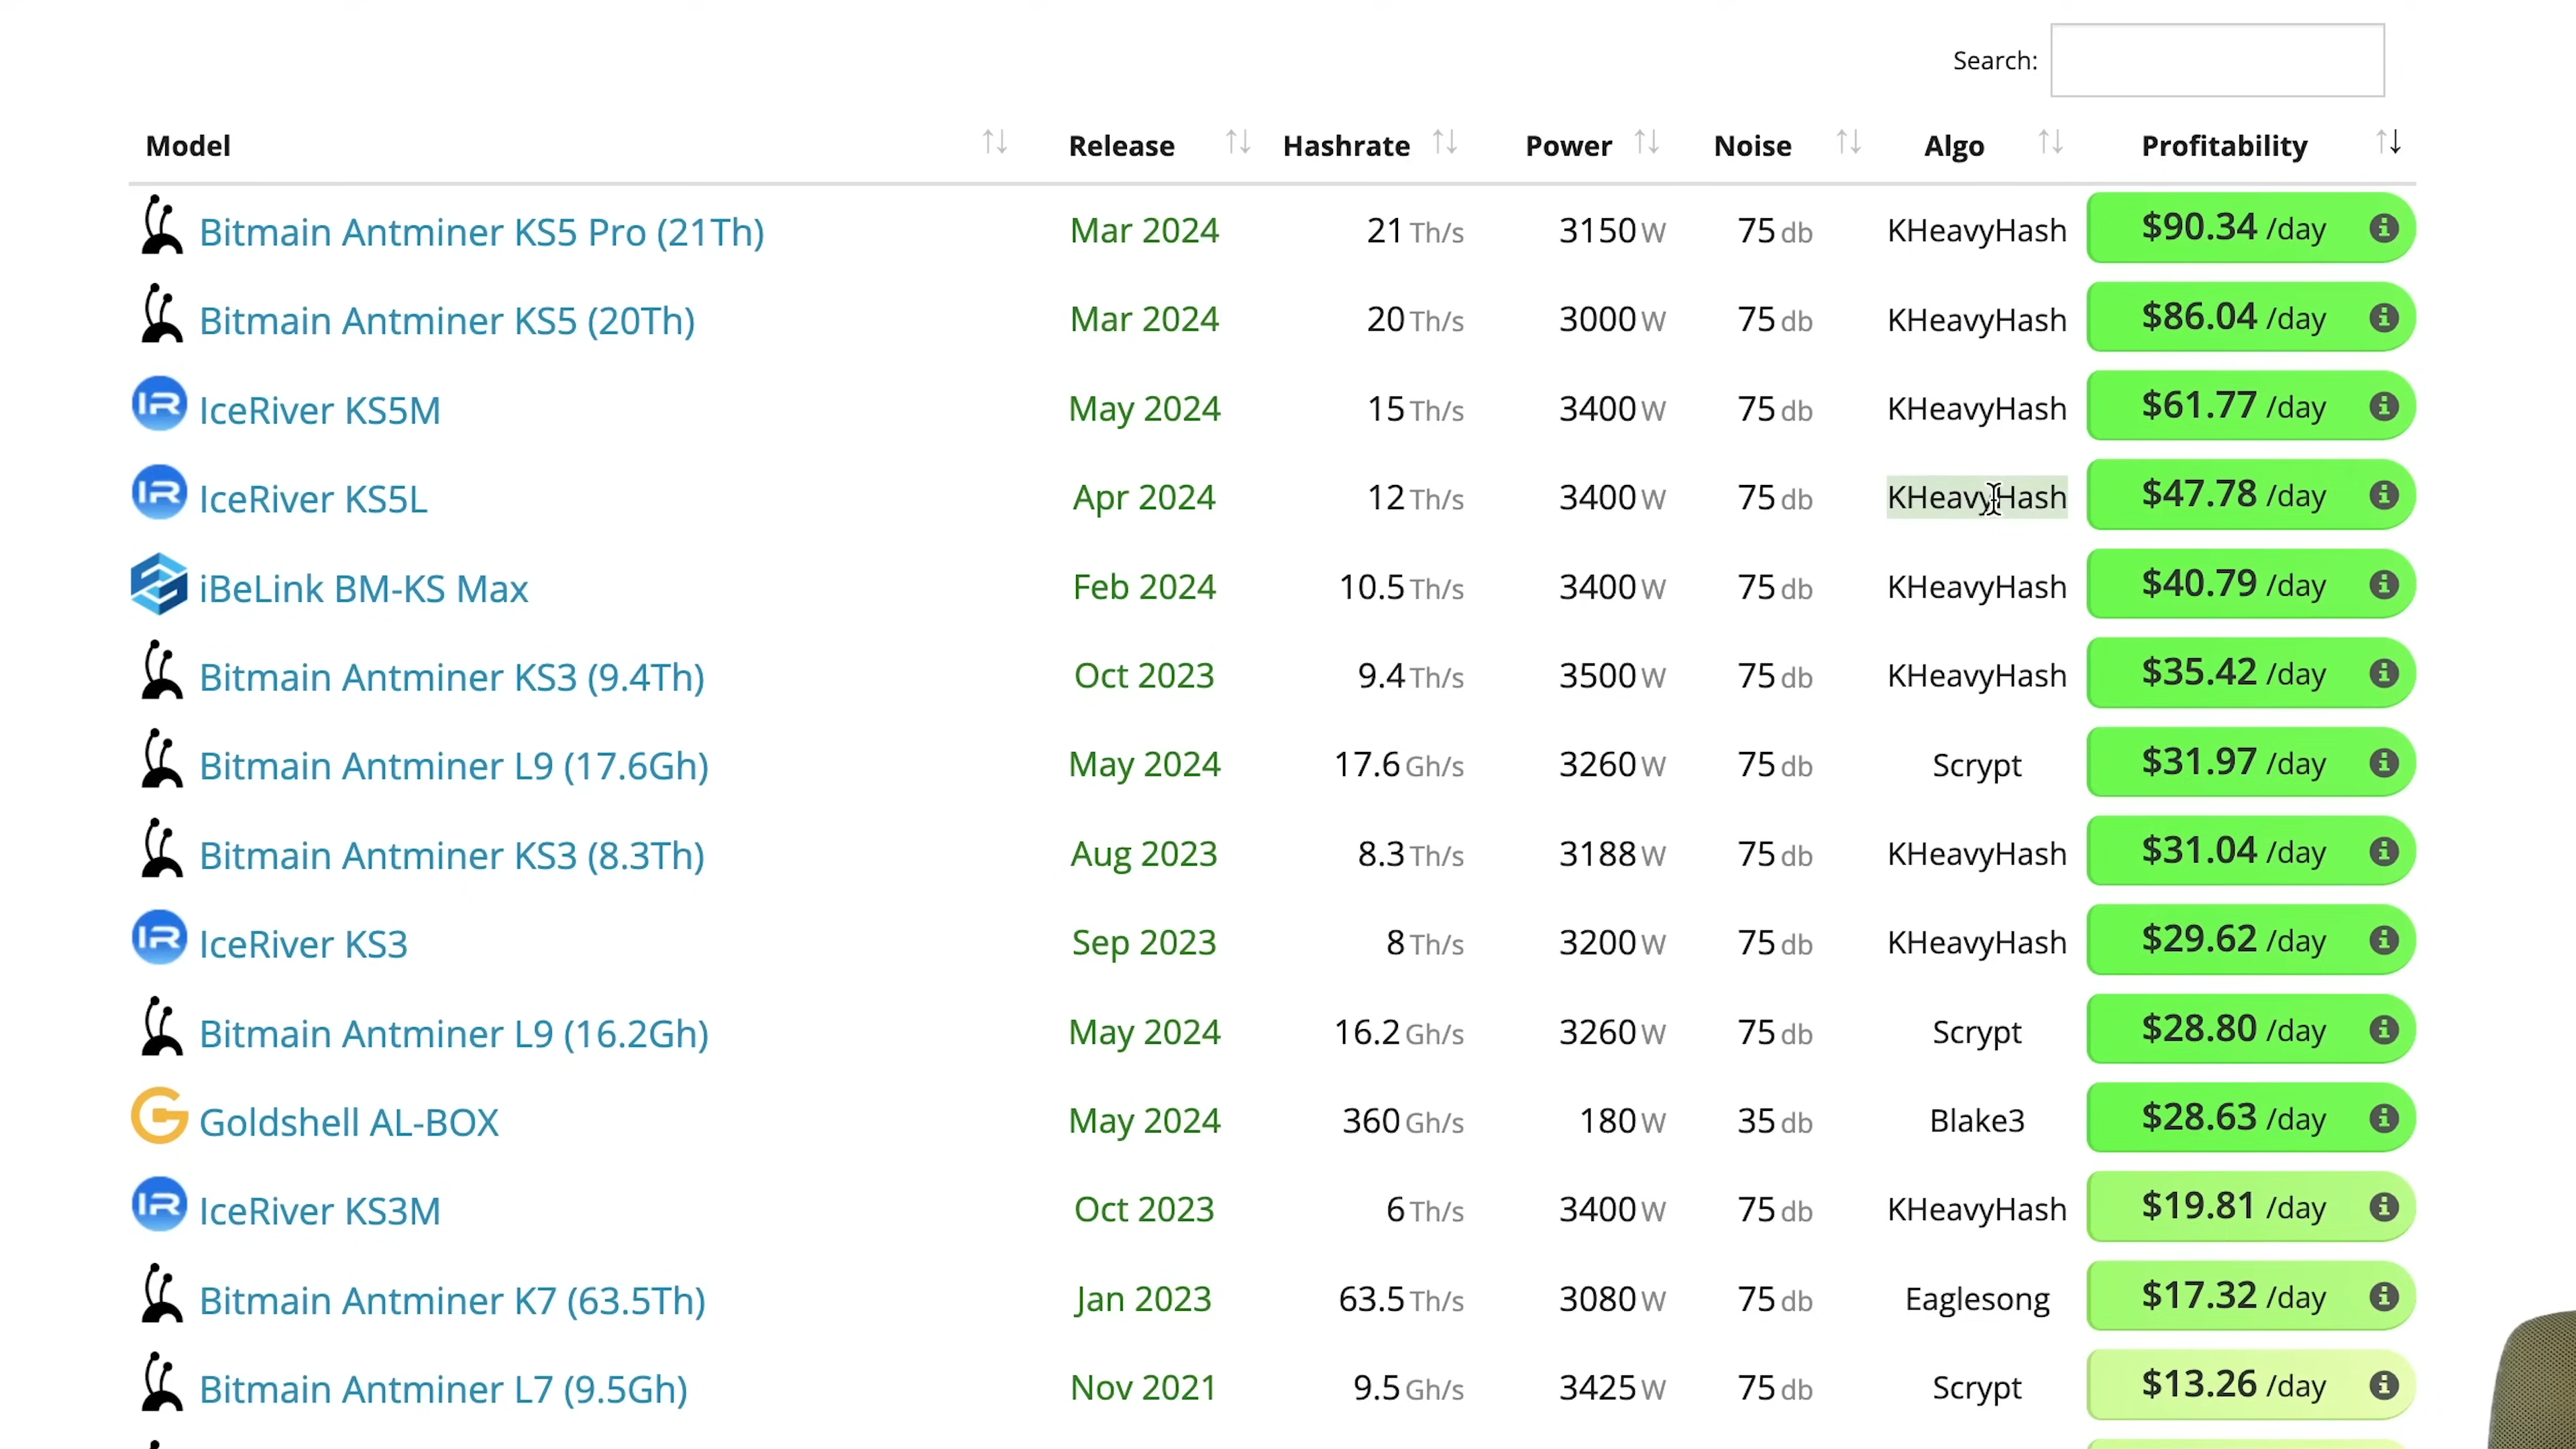 Search:
Model Release Hashrate Power Noise Algo Profitability
Bitmain Antminer KS5 Pro (21Th) Mar 2024 21 Th/s 3150 W 75 db KHeavyHash $90.34 /day
Bitmain Antminer KS5 (20Th) Mar 2024 20 Th/s 3000 W 75 db KHeavyHash $86.04 /day
IR IceRiver KS5M May 2024 15 Th/s 3400 W 75 db KHeavyHash $61.77 /day
IR IceRiver KS5L Apr 2024 12 Th/s 3400 W 75 db KHeavyHash $47.78 /day
iBeLink BM-KS Max Feb 2024 10.5 Th/s 3400 W 75 db KHeavyHash $40.79 /day
Bitmain Antminer KS3 (9.4Th) Oct 2023 9.4 Th/s 3500 W 75 db KHeavyHash $35.42 /day
Bitmain Antminer L9 (17.6Gh) May 2024 17.6 Gh/s 3260 W 75 db Scrypt $31.97 /day
Bitmain Antminer KS3 (8.3Th) Aug 2023 8.3 Th/s 3188 W 75 db KHeavyHash $31.04 /day
IR IceRiver KS3 Sep 2023 8 Th/s 3200 W 75 db KHeavyHash $29.62 /day
Bitmain Antminer L9 (16.2Gh) May 2024 16.2 Gh/s 3260 W 75 db Scrypt $28.80 /day
Goldshell AL-BOX May 2024 360 Gh/s 180 W 35 db Blake3 $28.63 /day
IR IceRiver KS3M Oct 2023 6 Th/s 3400 W 75 db KHeavyHash $19.81 /day
Bitmain Antminer K7 (63.5Th) Jan 2023 63.5 Th/s 3080 W 75 db Eaglesong $17.32 /day
Bitmain Antminer L7 (9.5Gh) Nov 2021 9.5 Gh/s 3425 W 75 db Scrypt $13.26 /day